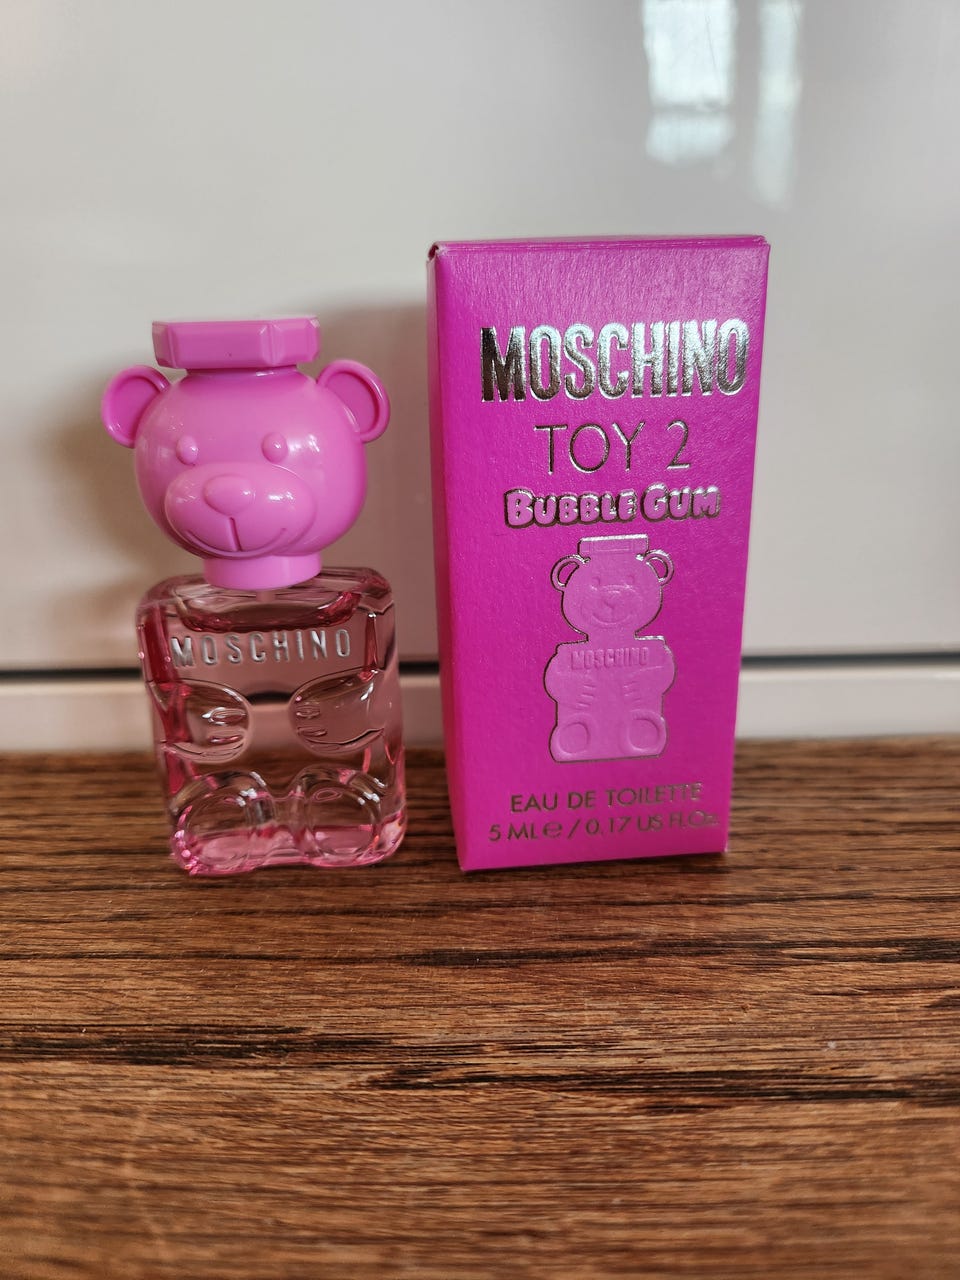 MOSCHINO
MOSCHINO
TOY 2
BUBBLE GUM
MOSCHINO
EAU DE TOILETTE
5 ML ℮ / 0.17 US FL.OZ.